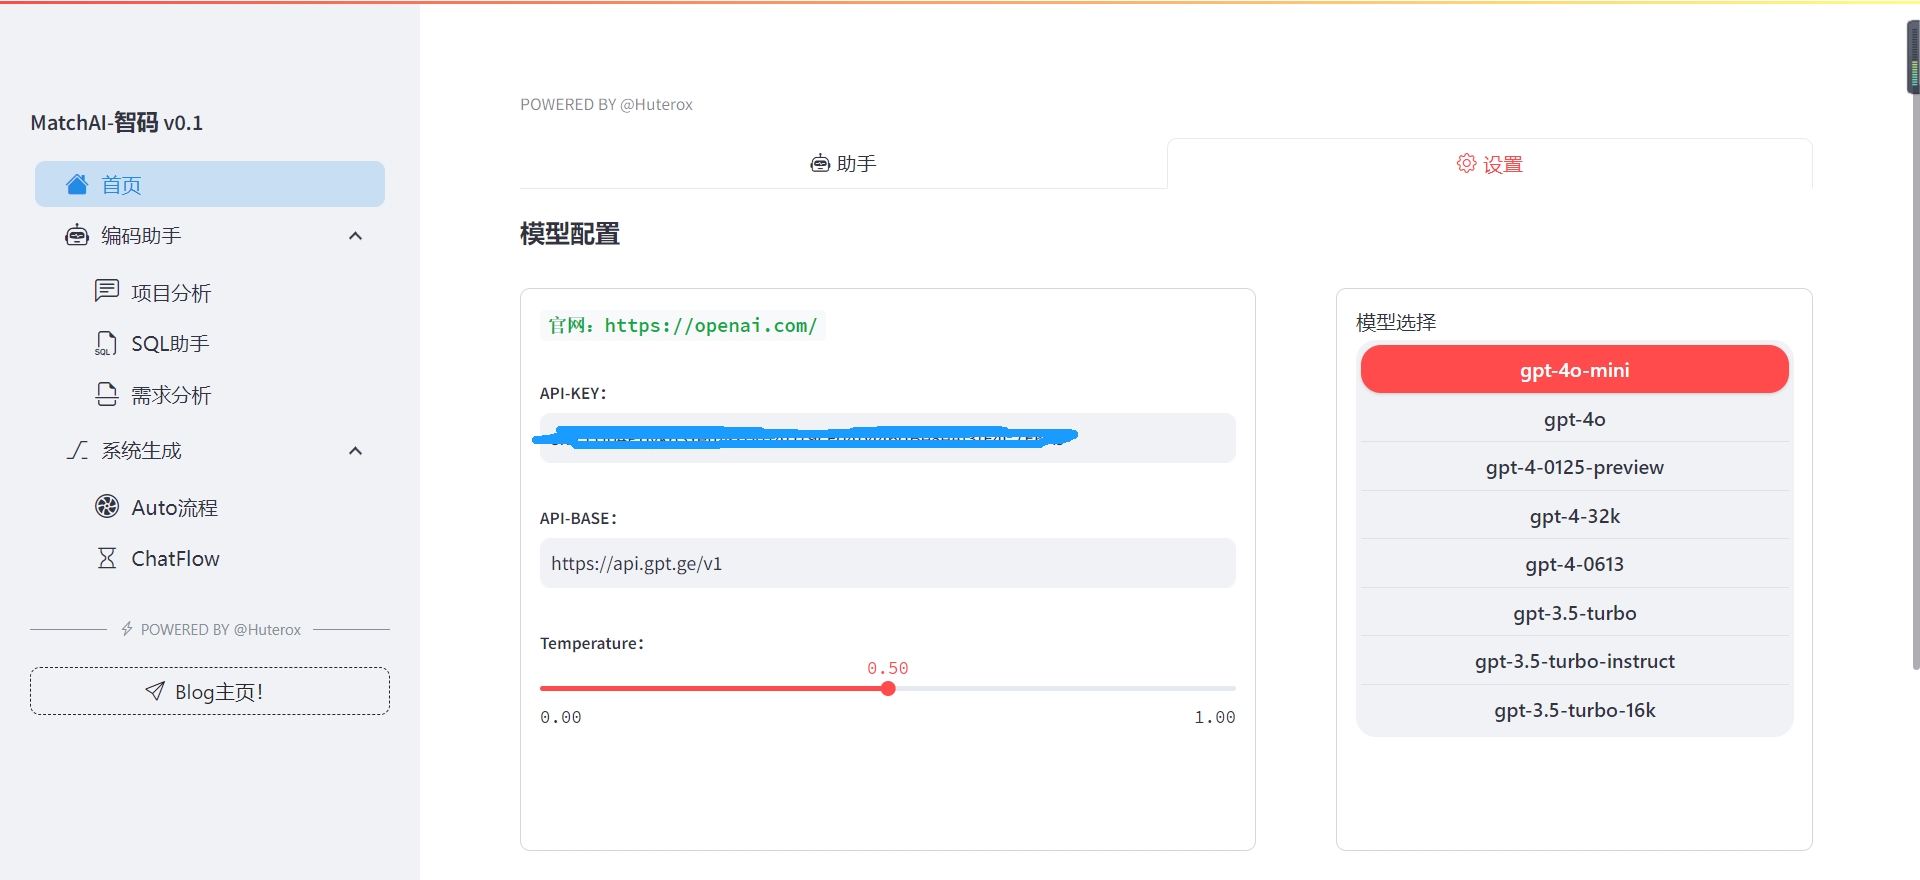 MatchAI-智码 v0.1
首页
编码助手
项目分析
SQL助手
需求分析
系统生成
Auto流程
ChatFlow
POWERED BY @Huterox
Blog主页!
POWERED BY @Huterox
助手
设置
模型配置
官网：https://openai.com/
API-KEY：
API-BASE：
https://api.gpt.ge/v1
Temperature：
0.50
0.00
1.00
模型选择
gpt-4o-mini
gpt-4o
gpt-4-0125-preview
gpt-4-32k
gpt-4-0613
gpt-3.5-turbo
gpt-3.5-turbo-instruct
gpt-3.5-turbo-16k